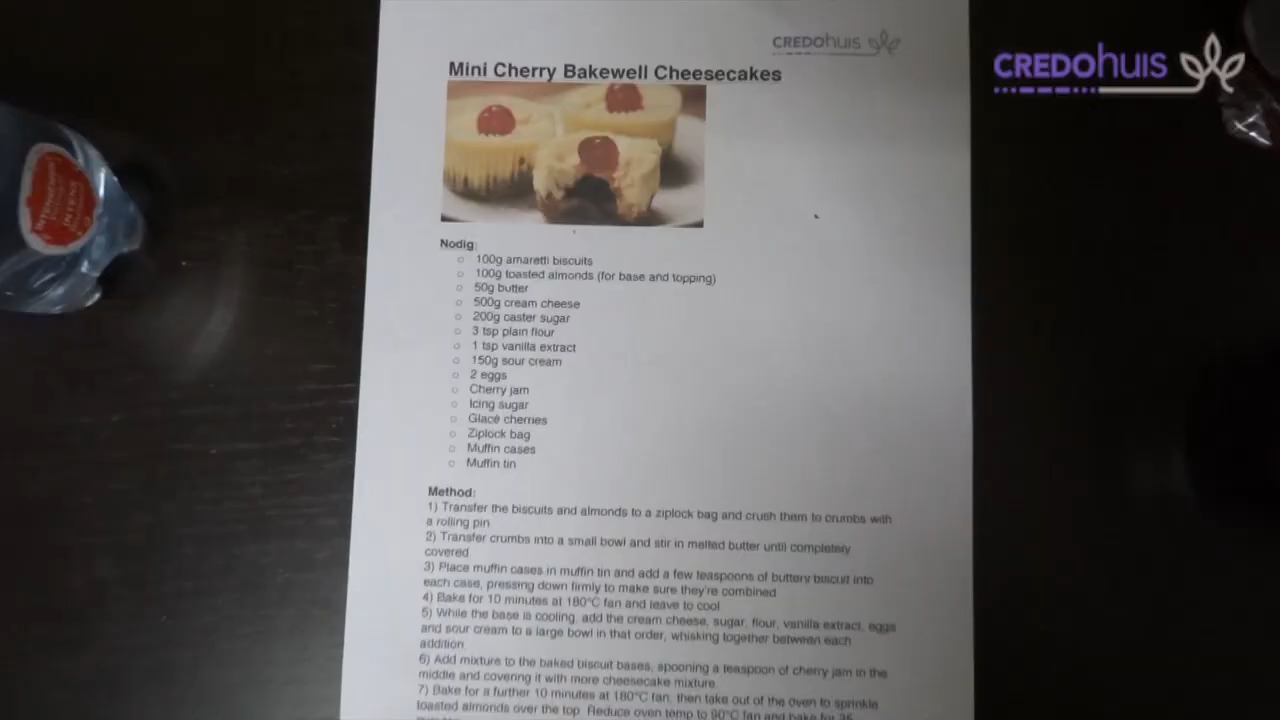 CREDOhuis
CREDOhuis
Mini Cherry Bakewell Cheesecakes
INTENS
Nodig:
○ 100g amaretti biscuits
○ 100g toasted almonds (for base and topping)
○ 50g butter
○ 500g cream cheese
○ 200g caster sugar
○ 3 tsp plain flour
○ 1 tsp vanilla extract
○ 150g sour cream
○ 2 eggs
○ Cherry jam
○ Icing sugar
○ Glacé cherries
○ Ziplock bag
○ Muffin cases
○ Muffin tin
Method:
1) Transfer the biscuits and almonds to a ziplock bag and crush them to crumbs with
a rolling pin
2) Transfer crumbs into a small bowl and stir in melted butter until completely
covered
3) Place muffin cases in muffin tin and add a few teaspoons of buttery biscuit into
each case, pressing down firmly to make sure they're combined
4) Bake for 10 minutes at 180°C fan and leave to cool
5) While the base is cooling, add the cream cheese, sugar, flour, vanilla extract, eggs
and sour cream to a large bowl in that order, whisking together between each
addition.
6) Add mixture to the baked biscuit bases, spooning a teaspoon of cherry jam in the
middle and covering it with more cheesecake mixture.
7) Bake for a further 10 minutes at 180°C fan, then take out of the oven to sprinkle
toasted almonds over the top. Reduce oven temp to 90°C fan and bake for 35